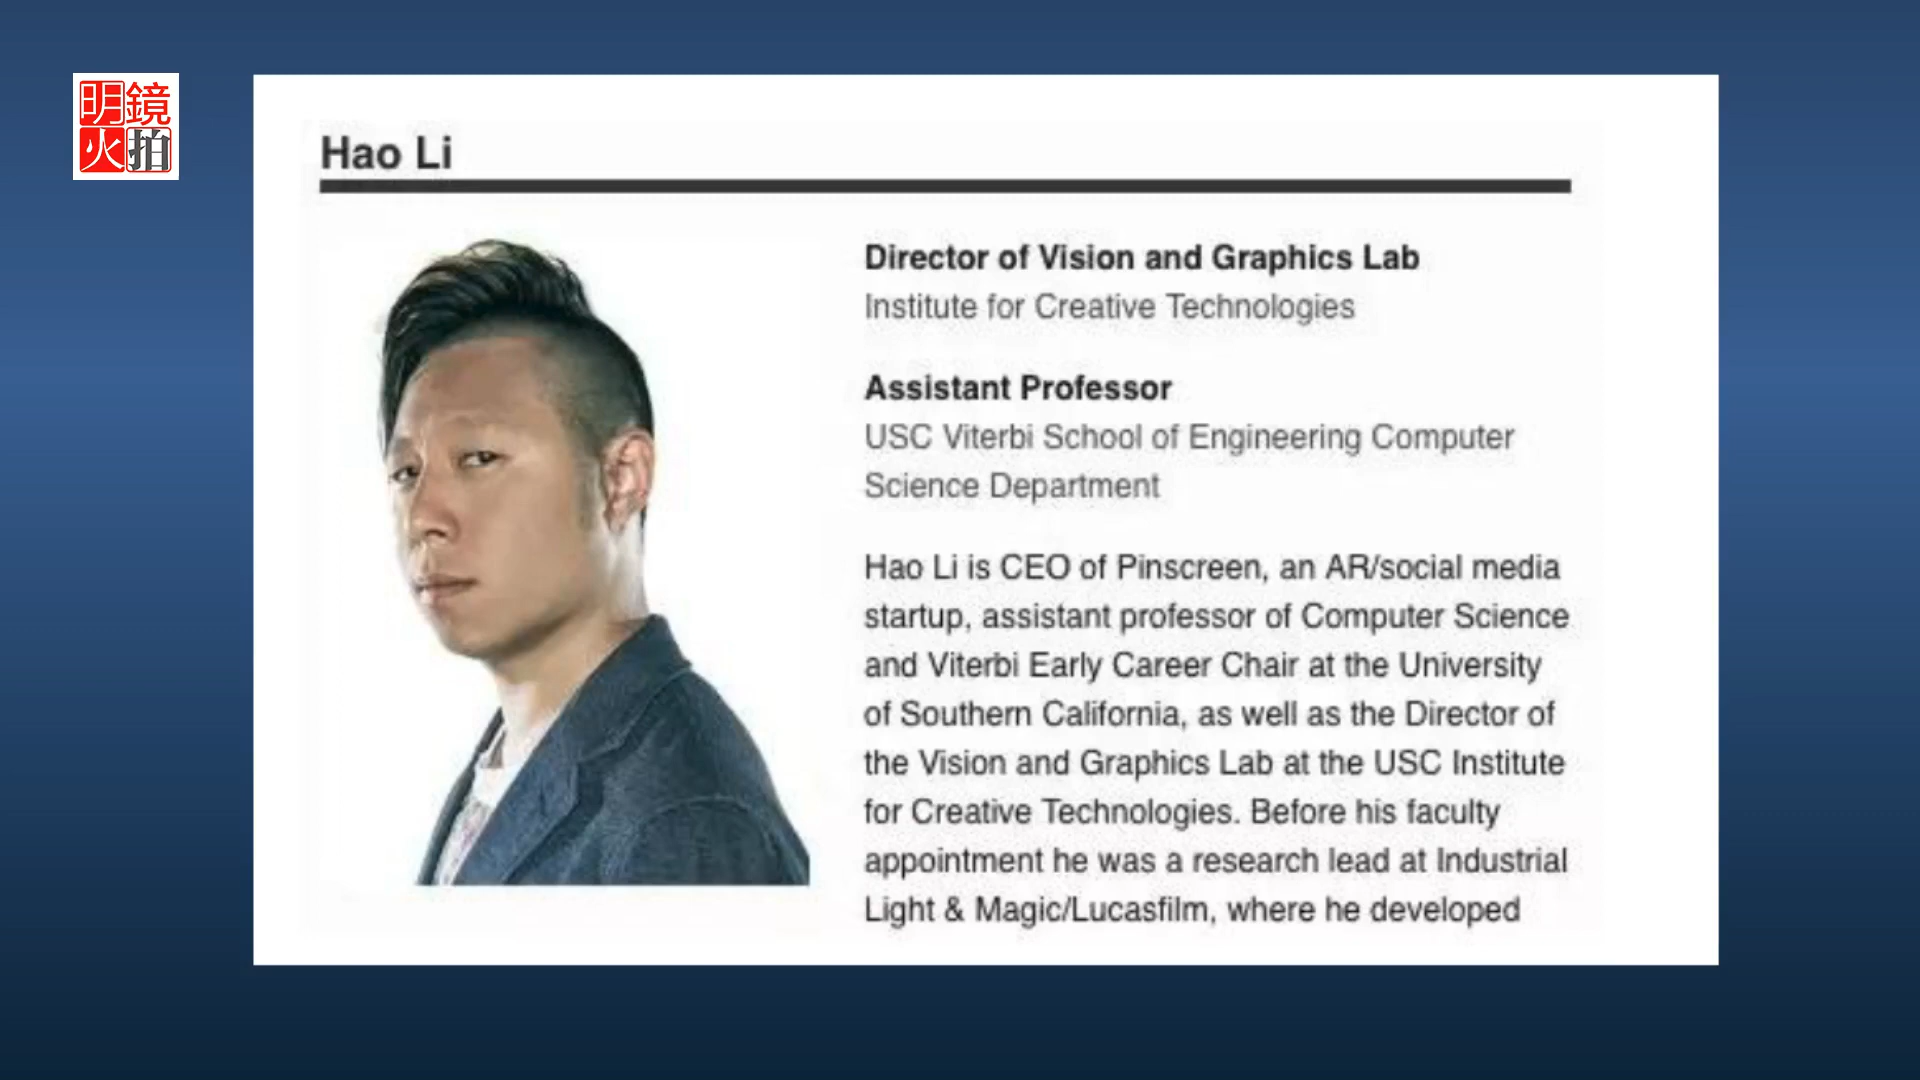 明鏡
火拍
Hao Li
Director of Vision and Graphics Lab
Institute for Creative Technologies
Assistant Professor
USC Viterbi School of Engineering Computer
Science Department
Hao Li is CEO of Pinscreen, an AR/social media
startup, assistant professor of Computer Science
and Viterbi Early Career Chair at the University
of Southern California, as well as the Director of
the Vision and Graphics Lab at the USC Institute
for Creative Technologies. Before his faculty
appointment he was a research lead at Industrial
Light & Magic/Lucasfilm, where he developed